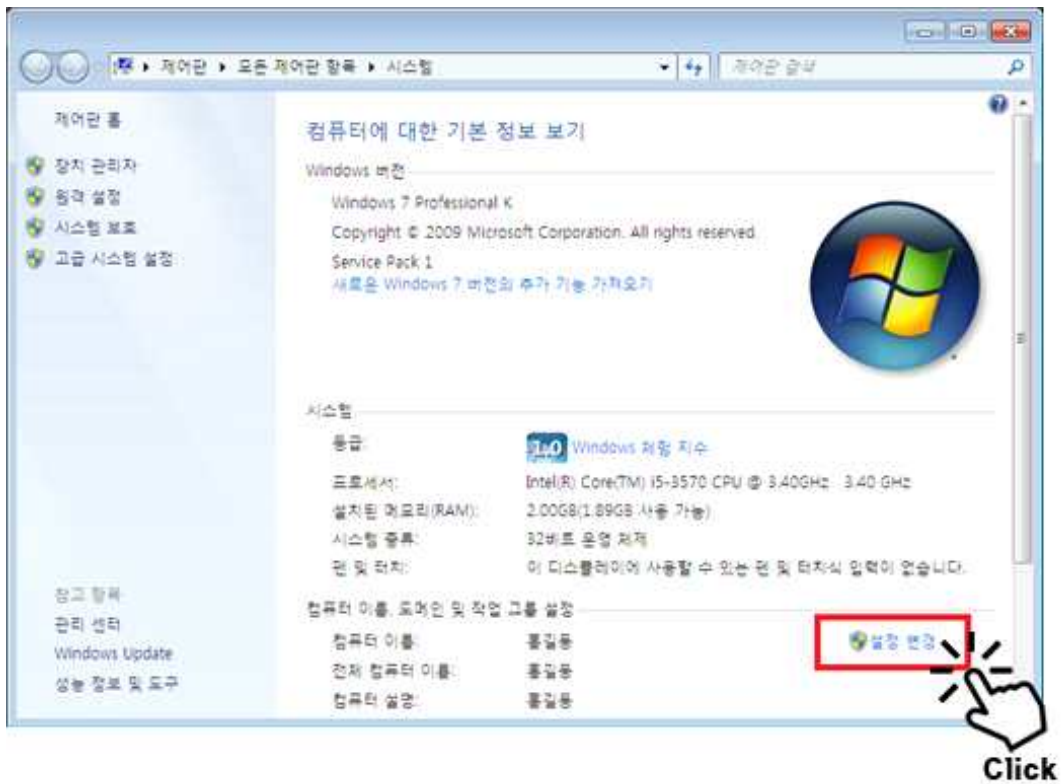 제어판 ▸ 모든 제어판 항목 ▸ 시스템
제어판 검색
제어판 홈
장치 관리자
원격 설정
시스템 보호
고급 시스템 설정
컴퓨터에 대한 기본 정보 보기
Windows 버전
Windows 7 Professional K
Copyright © 2009 Microsoft Corporation. All rights reserved.
Service Pack 1
새로운 Windows 7 버전의 추가 기능 가져오기
시스템
등급:
1.0 Windows 체험 지수
프로세서: Intel(R) Core(TM) i5-3570 CPU @ 3.40GHz 3.40 GHz
설치된 메모리(RAM): 2.00GB(1.89GB 사용 가능)
시스템 종류: 32비트 운영 체제
펜 및 터치: 이 디스플레이에 사용할 수 있는 펜 및 터치식 입력이 없습니다.
컴퓨터 이름, 도메인 및 작업 그룹 설정
컴퓨터 이름: 홍길동
설정 변경
전체 컴퓨터 이름: 홍길동
컴퓨터 설명: 홍길동
참고 항목
관리 센터
Windows Update
성능 정보 및 도구
Click